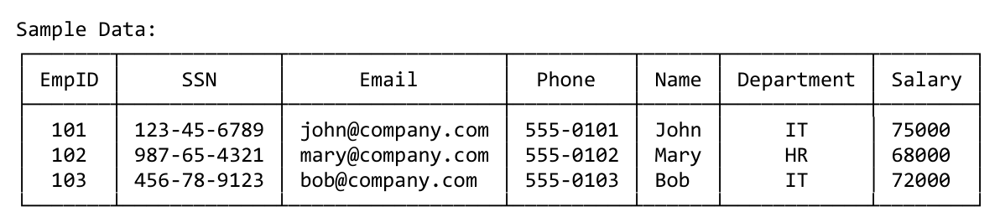 Sample Data:
EmpID SSN Email Phone Name Department Salary
101 123-45-6789 john@company.com 555-0101 John IT 75000
102 987-65-4321 mary@company.com 555-0102 Mary HR 68000
103 456-78-9123 bob@company.com 555-0103 Bob IT 72000